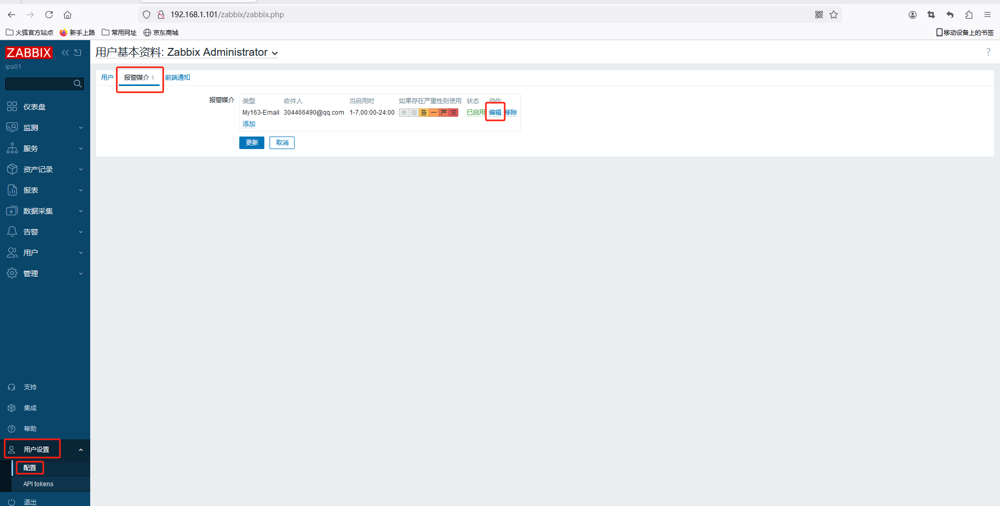 192.168.1.101/zabbix/zabbix.php
火狐官方站点 新手上路 常用网址 京东商城 移动设备上的书签
ZABBIX
ipa01
仪表盘
监测
服务
资产记录
报表
数据采集
告警
用户
管理
支持
集成
帮助
用户设置
配置
API tokens
退出
用户基本资料: Zabbix Administrator
?
用户 报警媒介 1 前端通知
报警媒介 类型 收件人 当启用时 如果存在严重性则使用 状态 动作
My163-Email 304466490@qq.com 1-7,00:00-24:00 未 信 告 一 严 灾 已启用 编辑 移除
添加
更新 取消